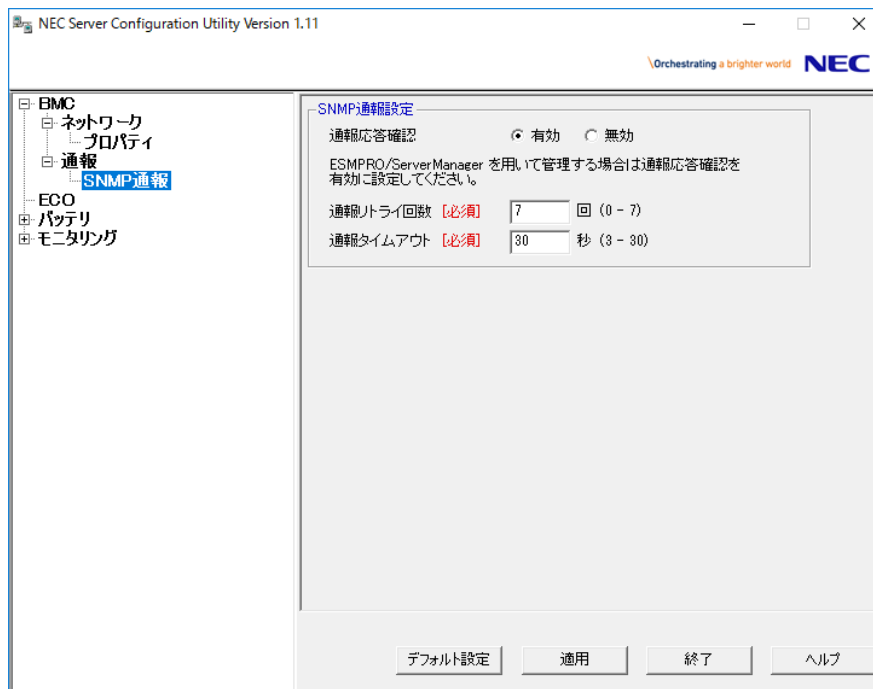 NEC Server Configuration Utility Version 1.11
\Orchestrating a brighter world NEC
BMC
ネットワーク
プロパティ
通報
SNMP通報
ECO
バッテリ
モニタリング
SNMP通報設定
通報応答確認 有効 無効
ESMPRO/ServerManager を用いて管理する場合は通報応答確認を
有効に設定してください。
通報リトライ回数 [必須] 7 回 (0 - 7)
通報タイムアウト [必須] 30 秒 (3 - 30)
デフォルト設定 適用 終了 ヘルプ